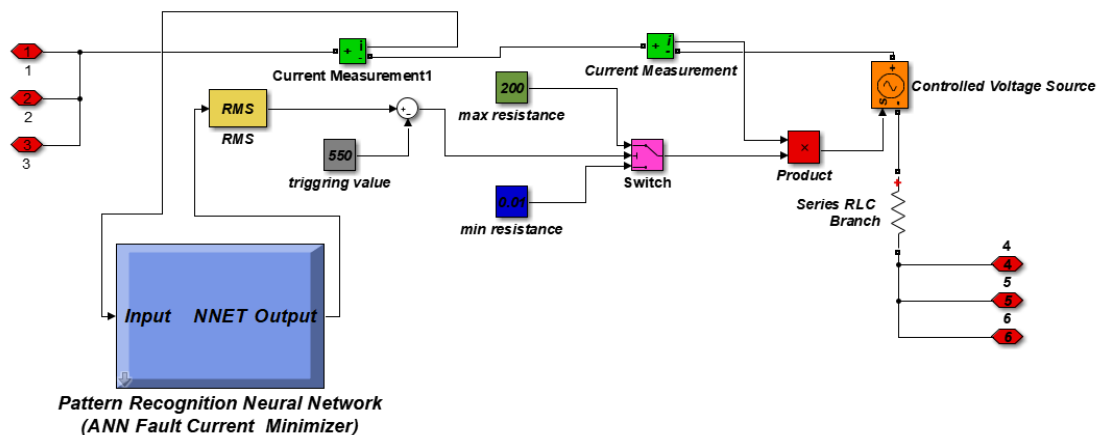 1
1
2
2
3
3
+
i
-
Current Measurement1
+
i
-
Current Measurement
+
s
-
Controlled Voltage Source
RMS
RMS
+
-
200
max resistance
550
triggring value
Switch
0.01
min resistance
×
Product
+
Series RLC
Branch
4
4
5
5
6
6
Input NNET Output
Pattern Recognition Neural Network
(ANN Fault Current Minimizer)